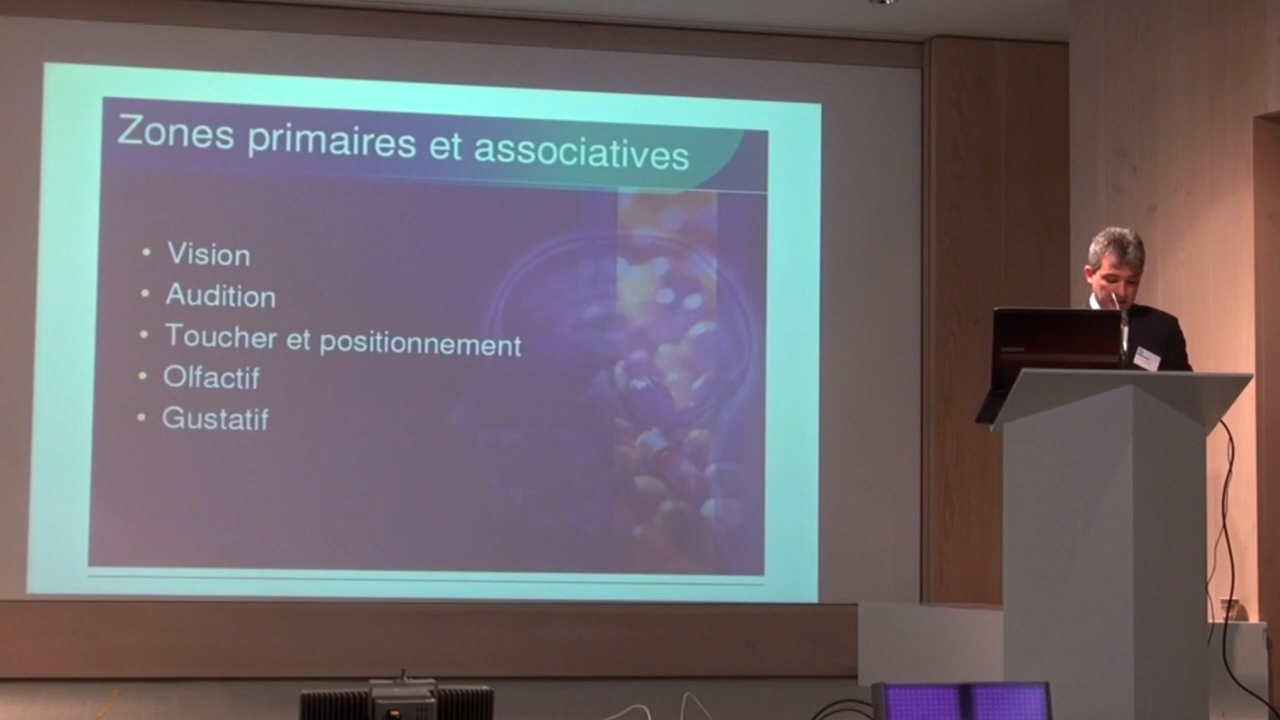 Zones primaires et associatives
• Vision
• Audition
• Toucher et positionnement
• Olfactif
• Gustatif